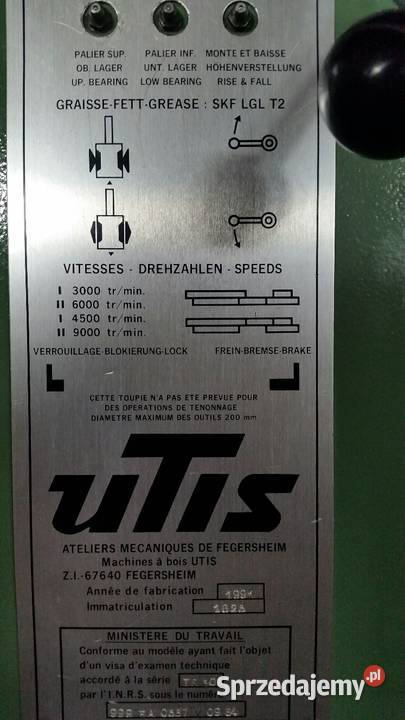 PALIER SUP. PALIER INF. MONTE ET BAISSE
OB. LAGER UNT. LAGER HÖHENVERSTELLUNG
UP. BEARING LOW BEARING RISE & FALL
GRAISSE-FETT-GREASE : SKF LGL T2
VITESSES - DREHZAHLEN - SPEEDS
I 3000 tr/min.
II 6000 tr/min.
I 4500 tr/min.
II 9000 tr/min.
VERROUILLAGE-BLOKIERUNG-LOCK FREIN-BREMSE-BRAKE
CETTE TOUPIE N'A PAS ETE PREVUE POUR
DES OPERATIONS DE TENONNAGE
DIAMETRE MAXIMUM DES OUTILS 200 mm
UTIS
ATELIERS MECANIQUES DE FEGERSHEIM
Machines à bois UTIS
Z.I.-67640 FEGERSHEIM
Année de fabrication 1991
Immatriculation
MINISTERE DU TRAVAIL
Conforme au modèle ayant fait l'objet
d'un visa d'examen technique
accordé à la série
par l'I.N.R.S. sous le numéro
Sprzedajemy.pl